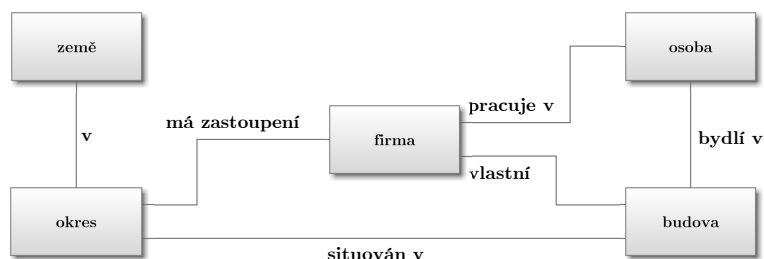 země
osoba
pracuje v
má zastoupení
firma
v
bydlí v
vlastní
okres
budova
situován v